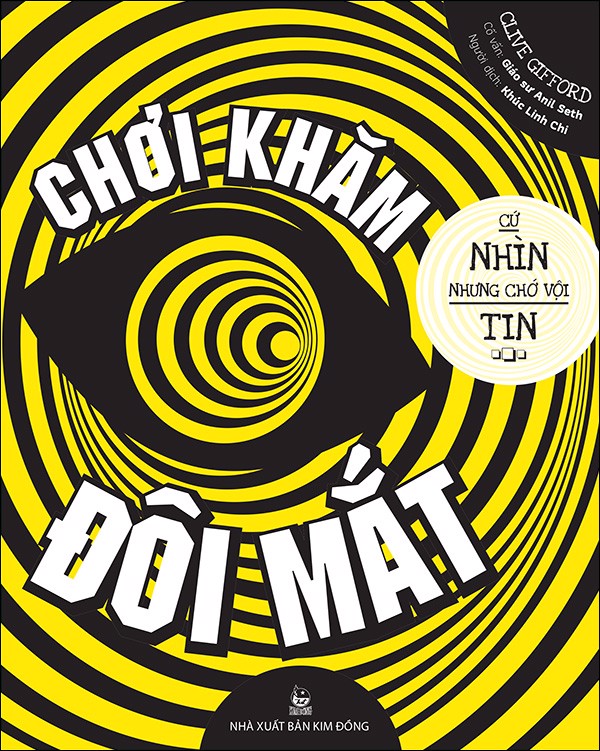 CLIVE GIFFORD
Cố vấn: Giáo sư Anil Seth
Người dịch: Khúc Linh Chi
CHƠI KHĂM
CỨ
NHÌN
NHƯNG CHỚ VỘI
TIN
ĐÔI MẮT
NHÀ XUẤT BẢN KIM ĐỒNG